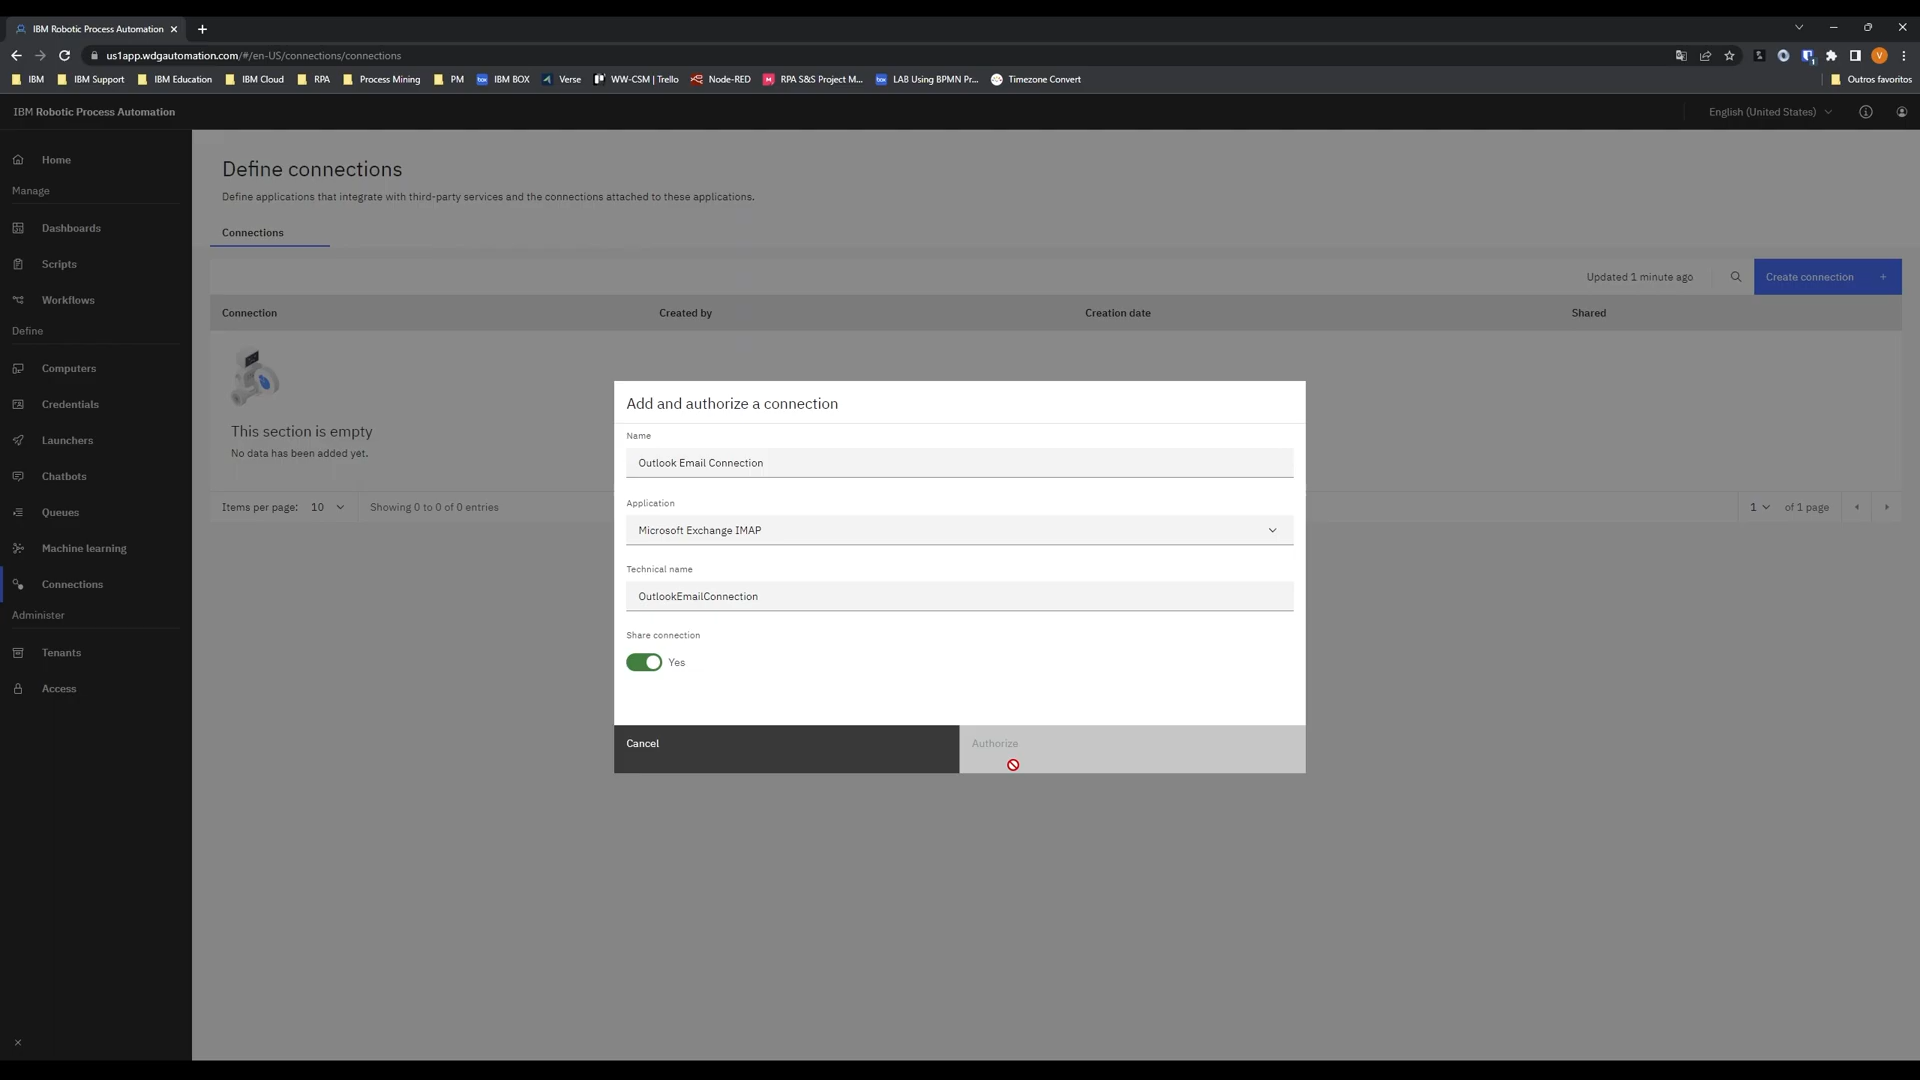 IBM Robotic Process Automation
us1app.wdgautomation.com/#/en-US/connections/connections
IBM IBM Support IBM Education IBM Cloud RPA Process Mining PM IBM BOX Verse WW-CSM | Trello Node-RED RPA S&S Project M... LAB Using BPMN Pr... Timezone Convert Outros favoritos
IBM Robotic Process Automation
English (United States)
Home
Manage
Dashboards
Scripts
Workflows
Define
Computers
Credentials
Launchers
Chatbots
Queues
Machine learning
Connections
Administer
Tenants
Access
Define connections
Define applications that integrate with third-party services and the connections attached to these applications.
Connections
Updated 1 minute ago
Create connection +
Connection Created by Creation date Shared
This section is empty
No data has been added yet.
Items per page: 10 Showing 0 to 0 of 0 entries 1 of 1 page
Add and authorize a connection
Name
Outlook Email Connection
Application
Microsoft Exchange IMAP
Technical name
OutlookEmailConnection
Share connection
Yes
Cancel
Authorize